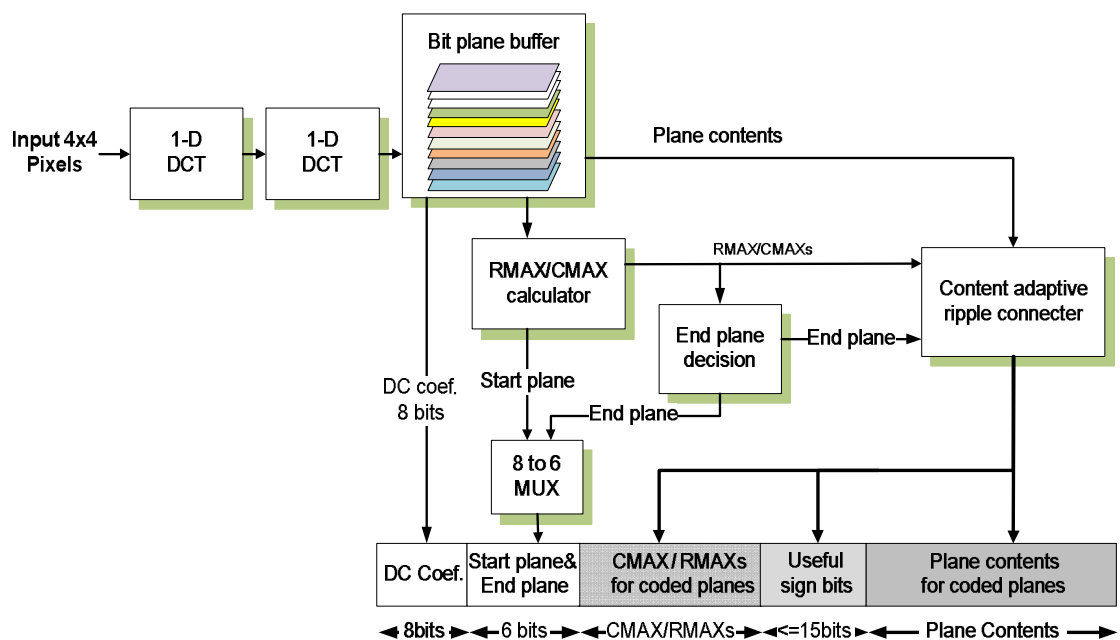 Bit plane buffer
Input 4x4
Pixels
1-D
DCT
1-D
DCT
Plane contents
RMAX/CMAX
calculator
RMAX/CMAXs
Content adaptive
ripple connecter
End plane
decision
End plane
Start plane
DC coef.
8 bits
End plane
8 to 6
MUX
DC Coef.
Start plane&
End plane
CMAX / RMAXs
for coded planes
Useful
sign bits
Plane contents
for coded planes
8bits
6 bits
CMAX/RMAXs
<=15bits
Plane Contents